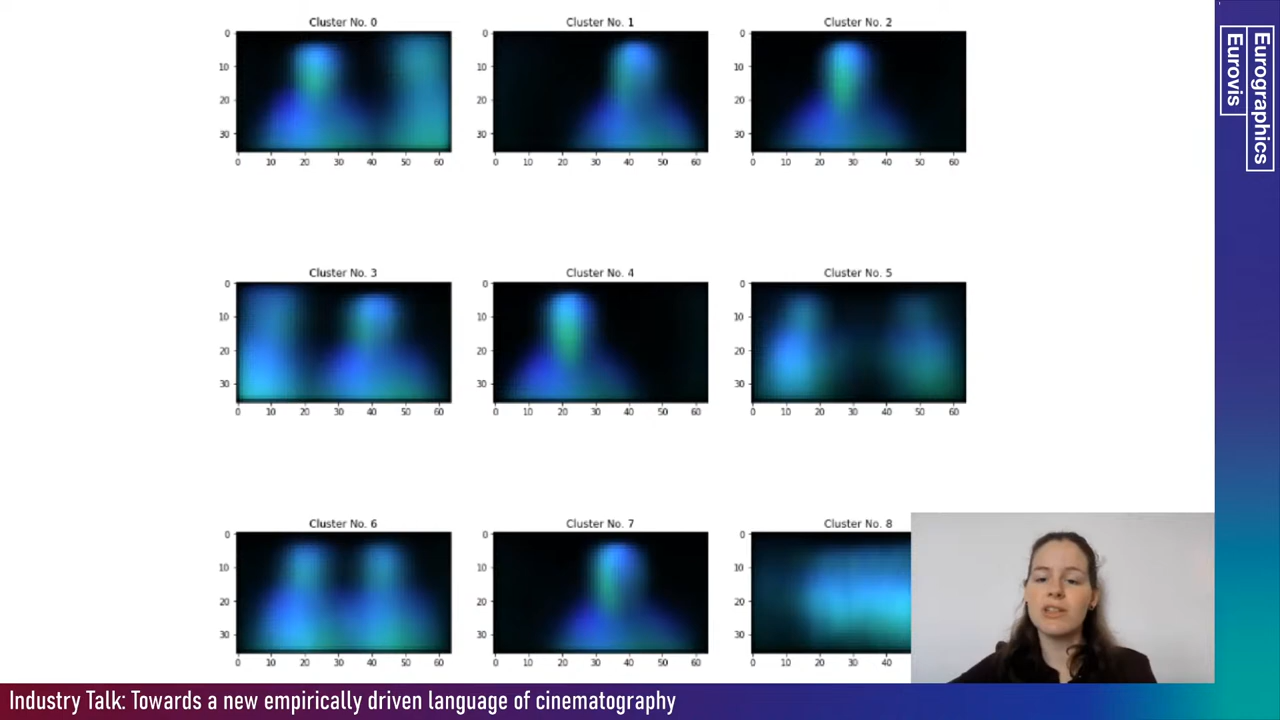 Cluster No. 0
Cluster No. 1
Cluster No. 2
0
10
20
30
0 10 20 30 40 50 60
0
10
20
30
0 10 20 30 40 50 60
0
10
20
30
0 10 20 30 40 50 60
Cluster No. 3
Cluster No. 4
Cluster No. 5
0
10
20
30
0 10 20 30 40 50 60
0
10
20
30
0 10 20 30 40 50 60
0
10
20
30
0 10 20 30 40 50 60
Cluster No. 6
Cluster No. 7
Cluster No. 8
0
10
20
30
0 10 20 30 40 50 60
0
10
20
30
0 10 20 30 40 50 60
0
10
20
30
0 10 20 30 40
Eurographics
Eurovis
Industry Talk: Towards a new empirically driven language of cinematography